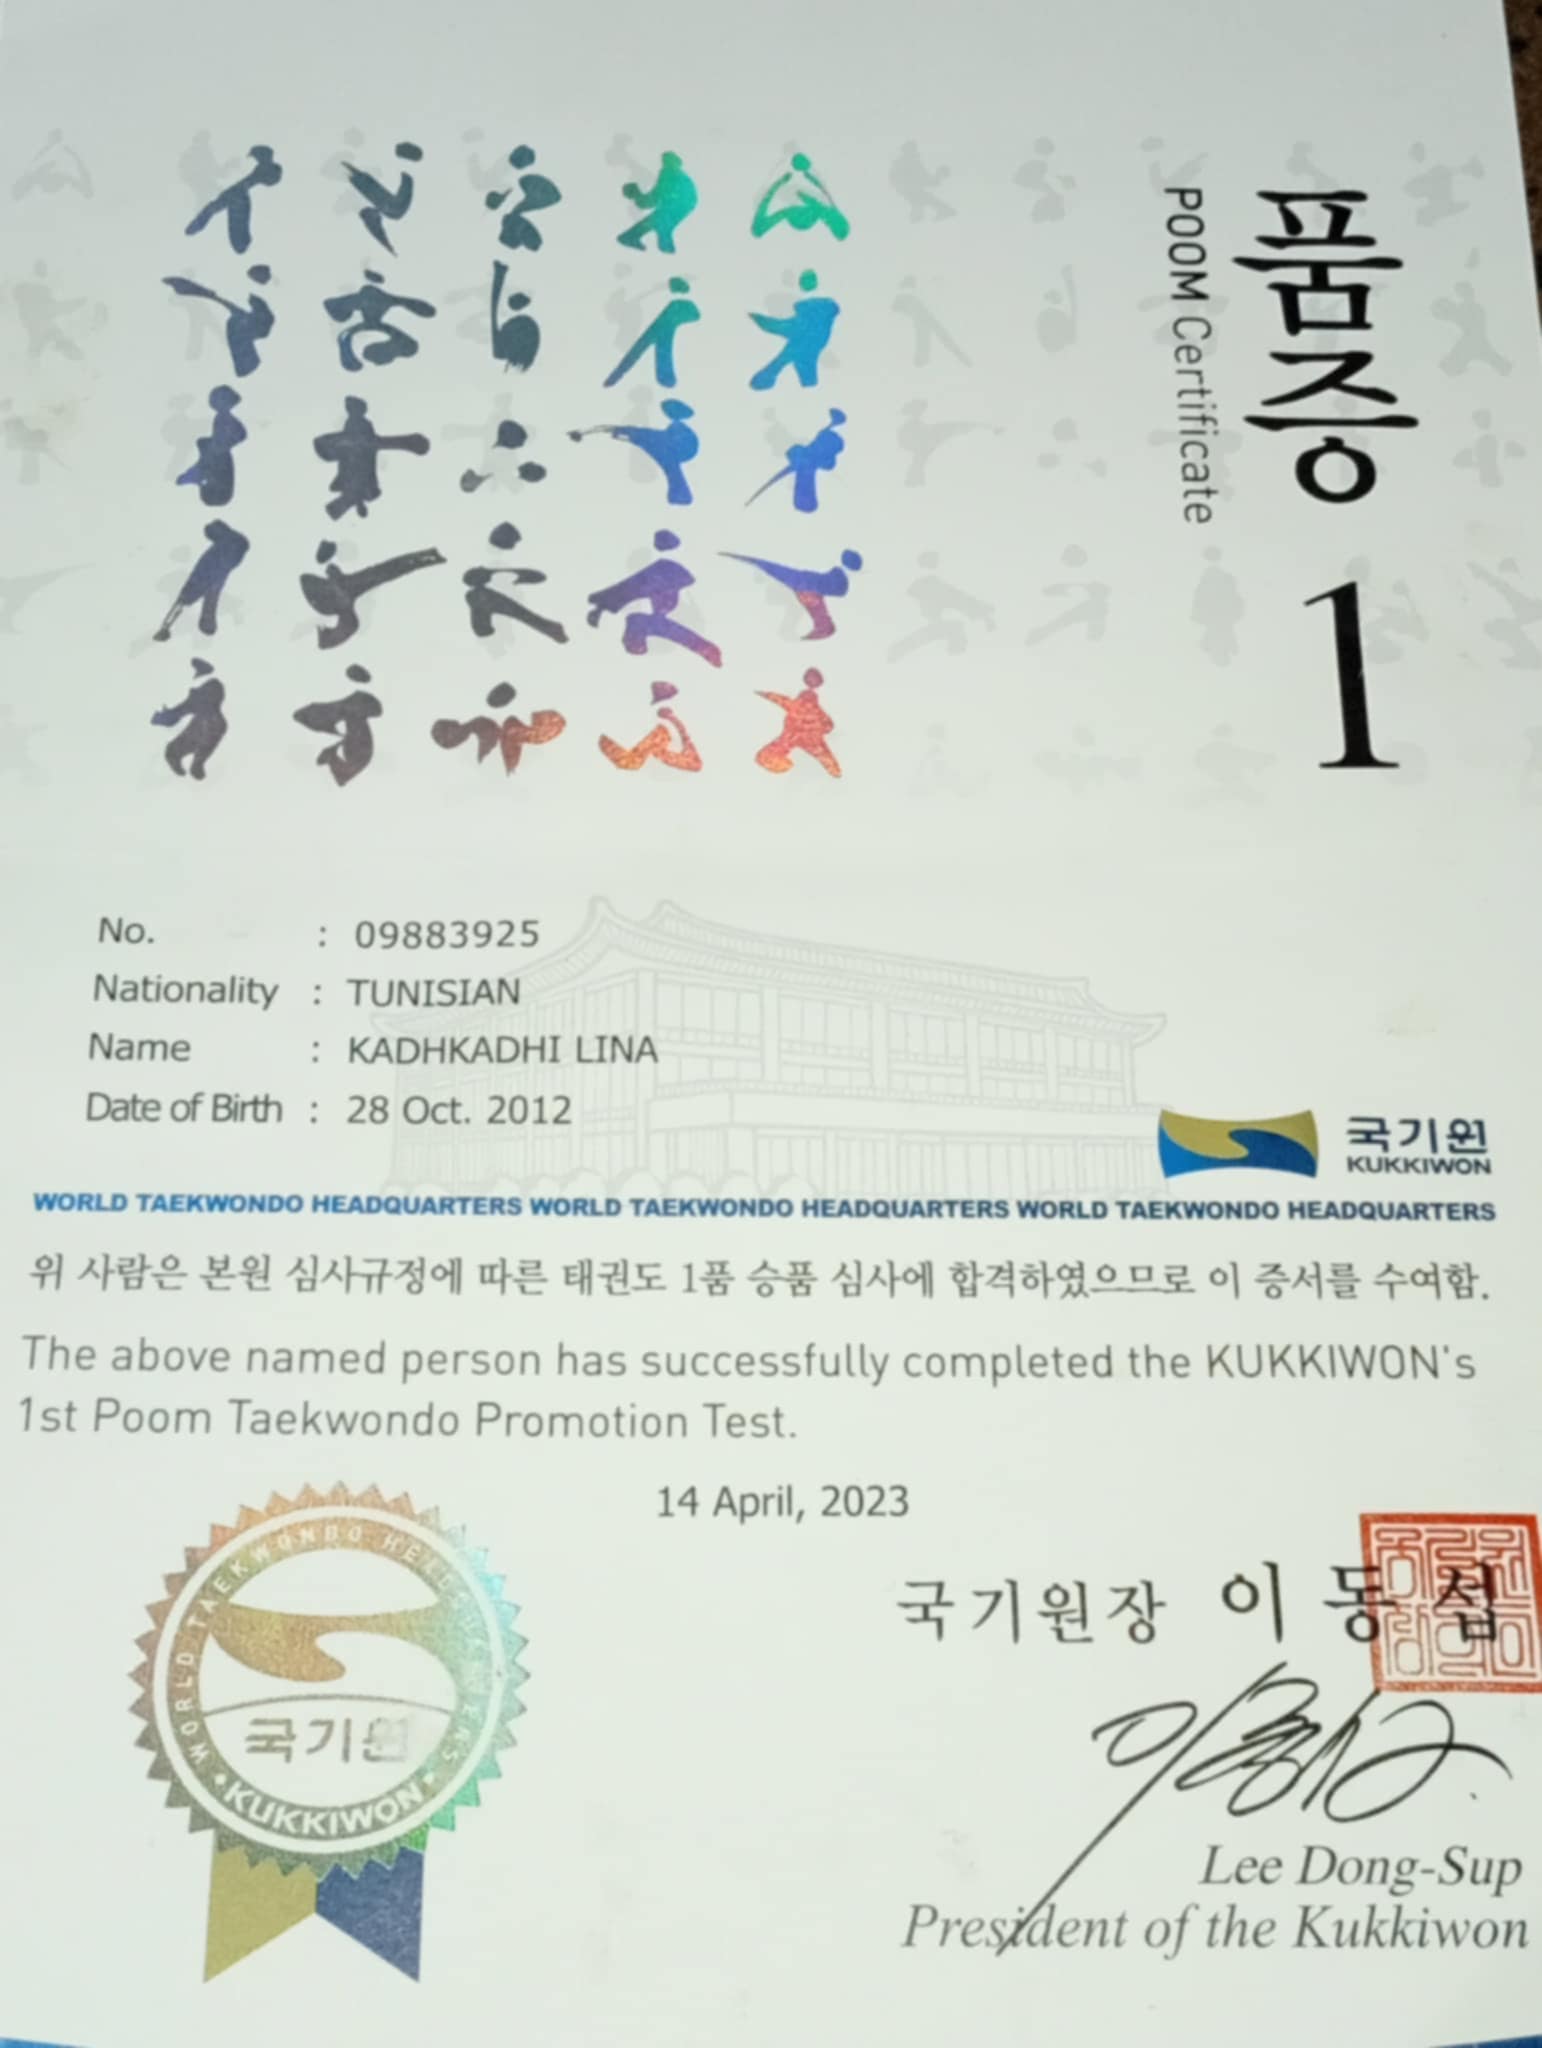 품증
POOM Certificate
1
No. : 09883925
Nationality : TUNISIAN
Name : KADHKADHI LINA
Date of Birth : 28 Oct. 2012
국기원
KUKKIWON
WORLD TAEKWONDO HEADQUARTERS WORLD TAEKWONDO HEADQUARTERS WORLD TAEKWONDO HEADQUARTERS
위 사람은 본원 심사규정에 따른 태권도 1품 승품 심사에 합격하였으므로 이 증서를 수여함.
The above named person has successfully completed the KUKKIWON's
1st Poom Taekwondo Promotion Test.
14 April, 2023
WORLD TAEKWONDO HEADQUARTERS
국기원
• KUKKIWON •
국기원장 이동섭
Lee Dong-Sup
President of the Kukkiwon